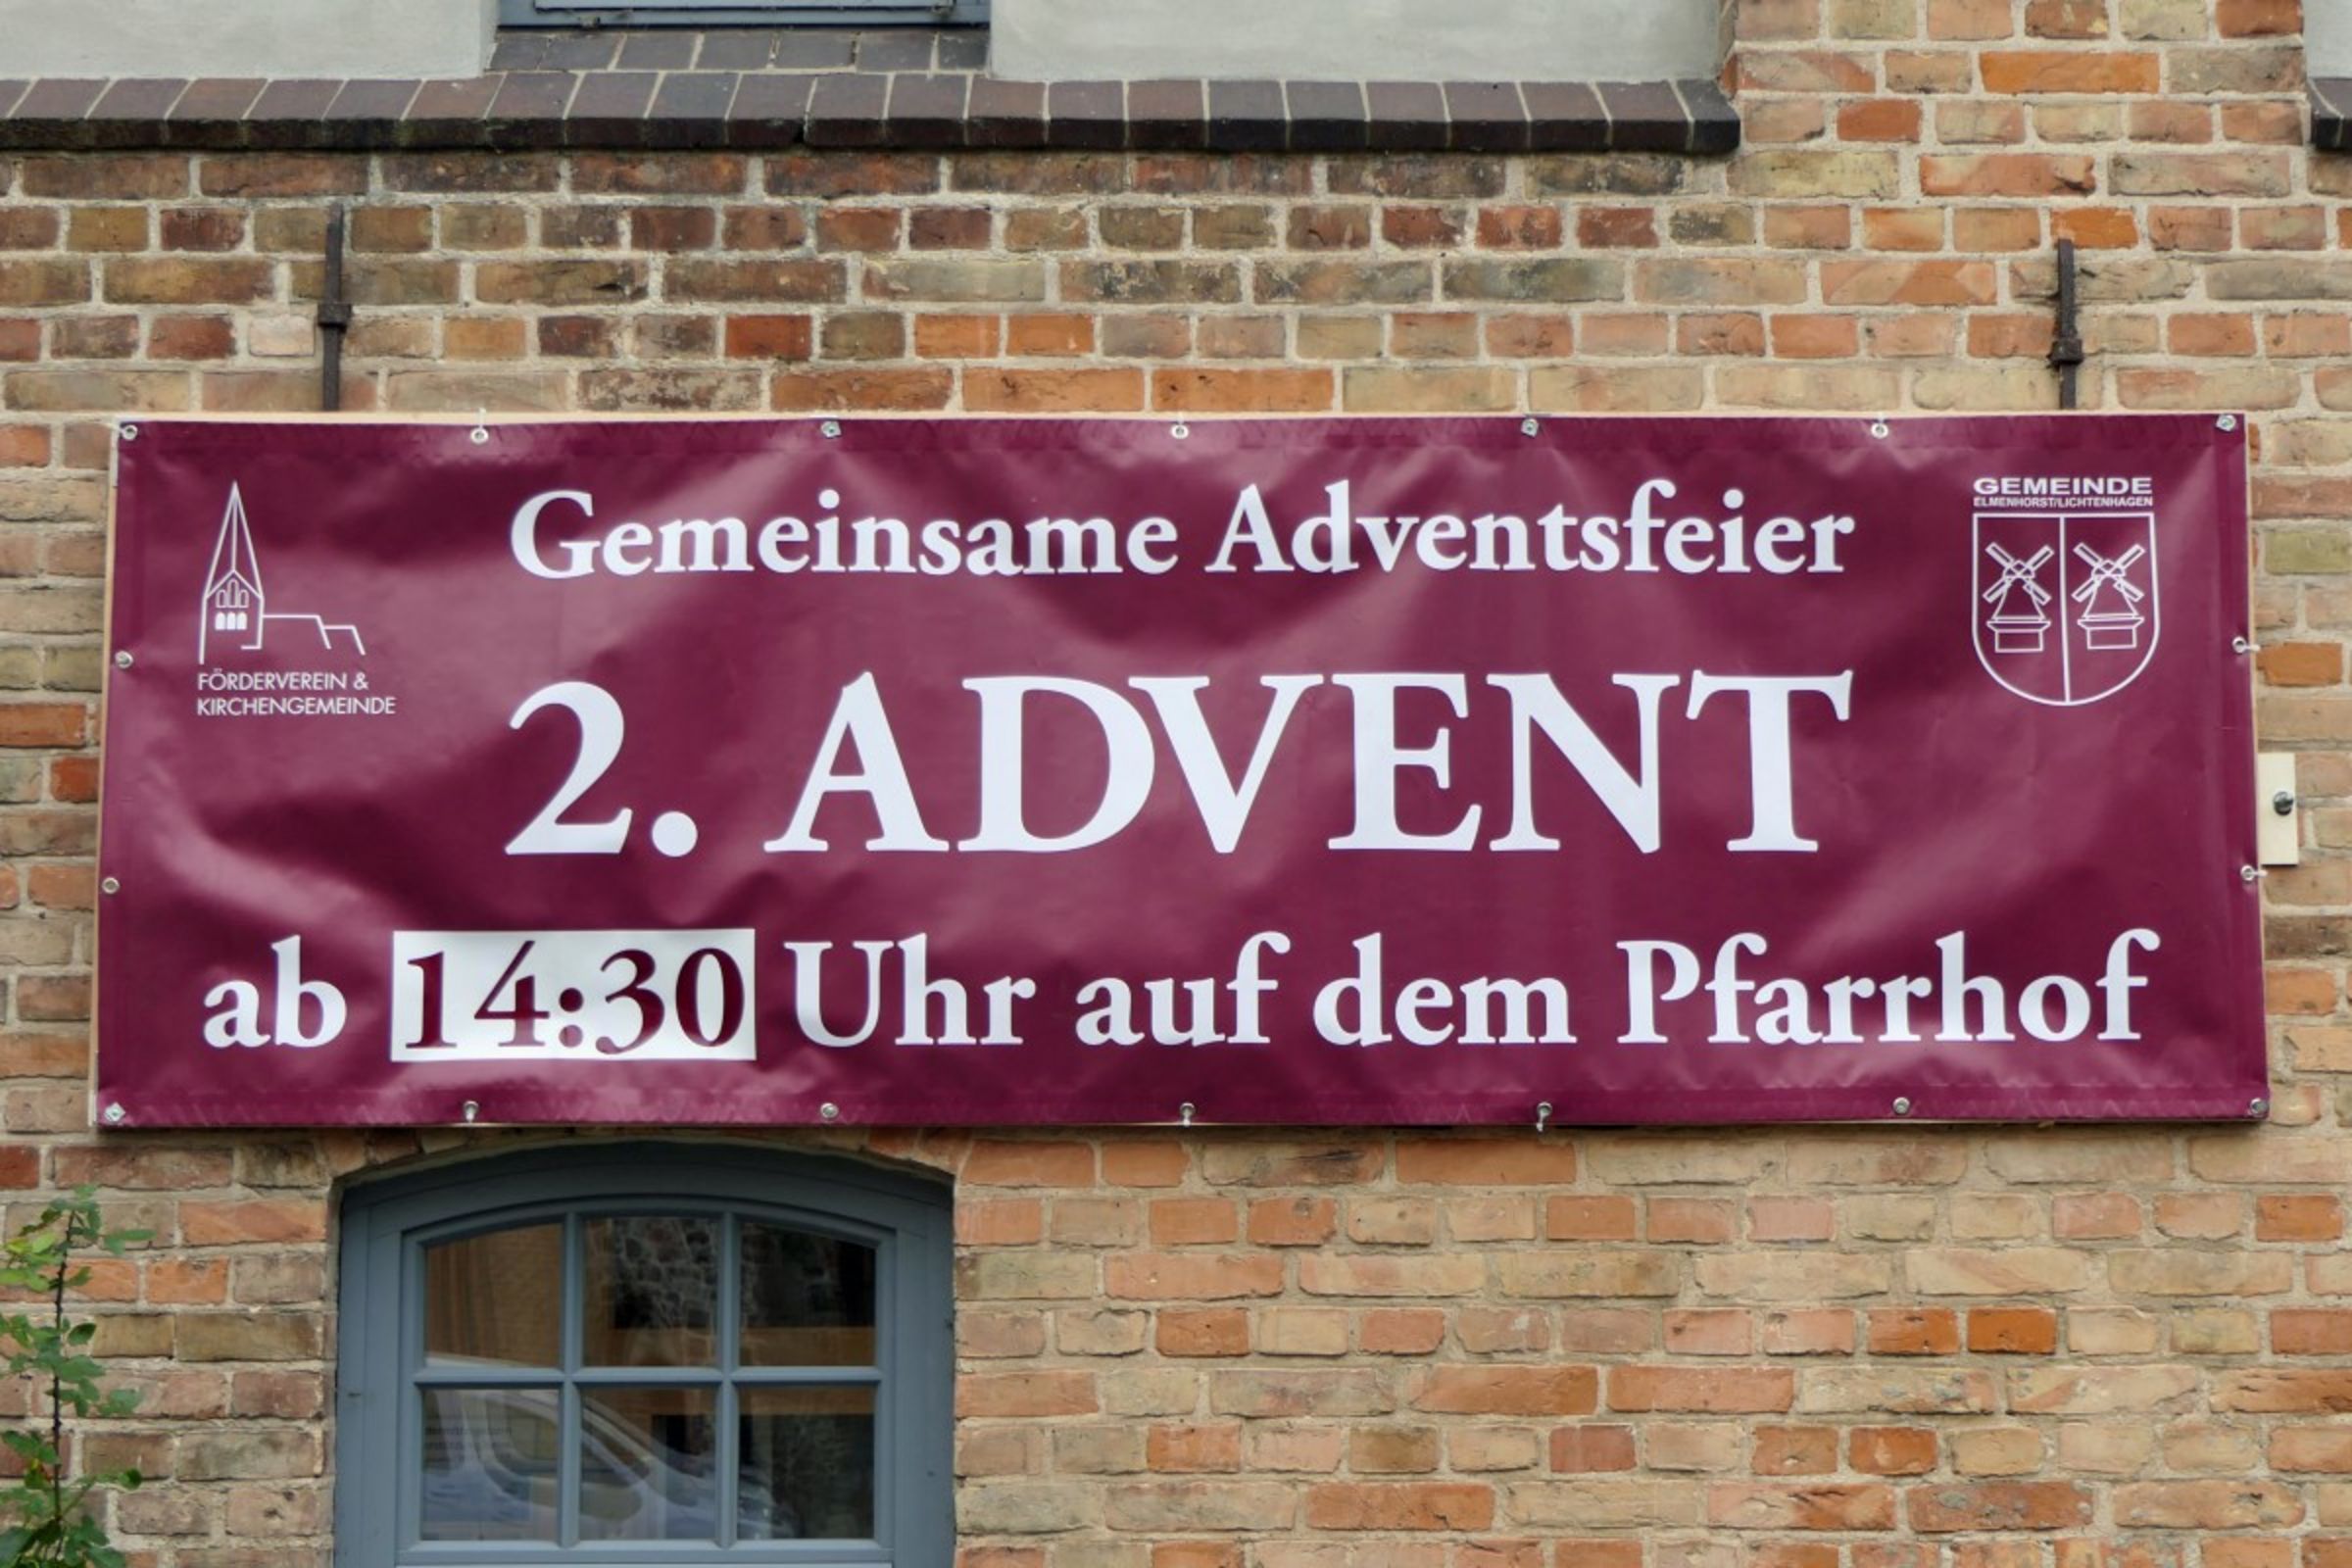 Gemeinsame Adventsfeier
2. ADVENT
ab 14:30 Uhr auf dem Pfarrhof
FÖRDERVEREIN &
KIRCHENGEMEINDE
GEMEINDE
ELMENHORST/LICHTENHAGEN